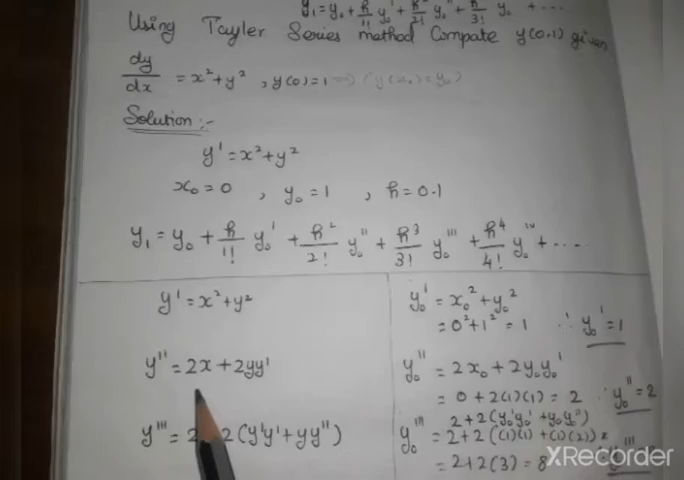 y₁ = y₀ + h/1! y₀' + h²/2! y₀'' + h³/3! y₀''' + ....
Using Tayler Series method Compute y(0.1) given
dy/dx = x² + y² , y(0) = 1 ⇒ (y(x₀) = y₀)
Solution :-
y' = x² + y²
x₀ = 0 , y₀ = 1 , h = 0.1
y₁ = y₀ + h/1! y₀' + h²/2! y₀'' + h³/3! y₀''' + h⁴/4! y₀ⁱᵛ + ....
y' = x² + y²
y'' = 2x + 2yy'
y''' = 2 2(y'y' + yy'')
y₀' = x₀² + y₀²
= 0² + 1² = 1 ∴ y₀' = 1
y₀'' = 2x₀ + 2y₀y₀'
= 0 + 2(1)(1) = 2 ∴ y₀'' = 2
2 + 2(y₀'y₀' + y₀y₀'')
y₀''' = 2 + 2((1)(1) + (1)(2))
= 2 + 2(3) = 8
XRecorder